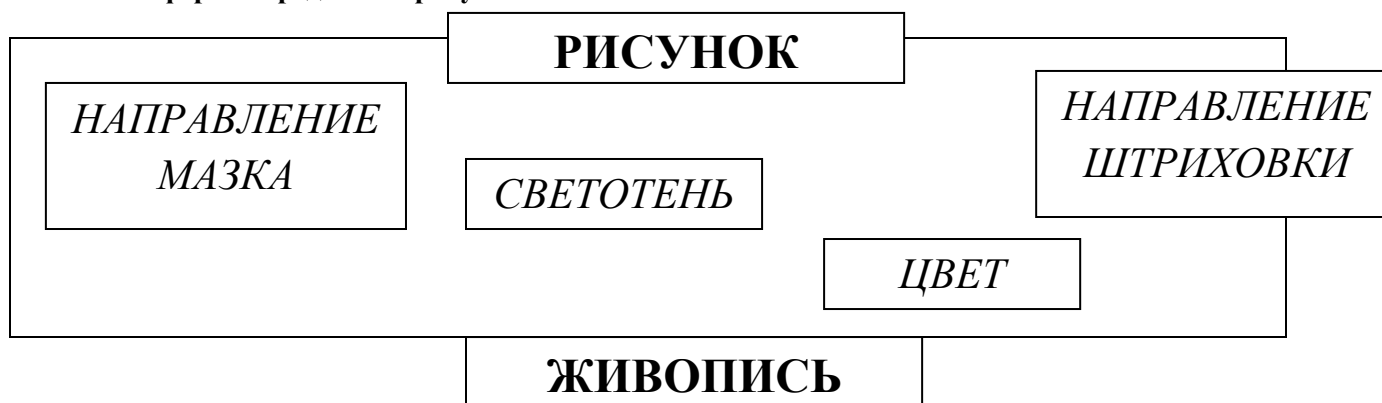 РИСУНОК
НАПРАВЛЕНИЕ
МАЗКА
СВЕТОТЕНЬ
НАПРАВЛЕНИЕ
ШТРИХОВКИ
ЦВЕТ
ЖИВОПИСЬ